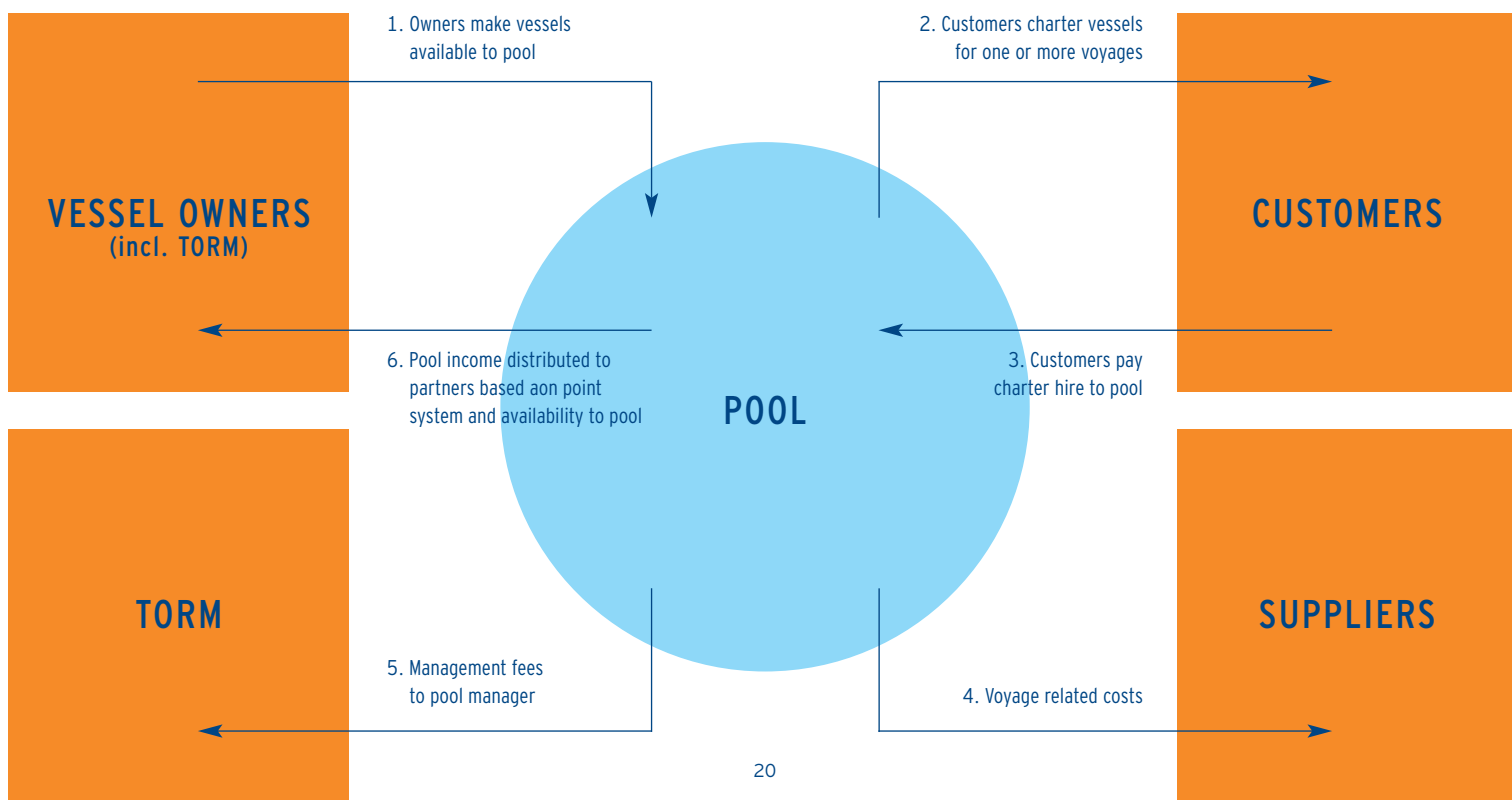 1. Owners make vessels
available to pool
2. Customers charter vessels
for one or more voyages
VESSEL OWNERS
(incl. TORM)
CUSTOMERS
6. Pool income distributed to
partners based aon point
system and availability to pool
3. Customers pay
charter hire to pool
POOL
TORM
SUPPLIERS
5. Management fees
to pool manager
4. Voyage related costs
20